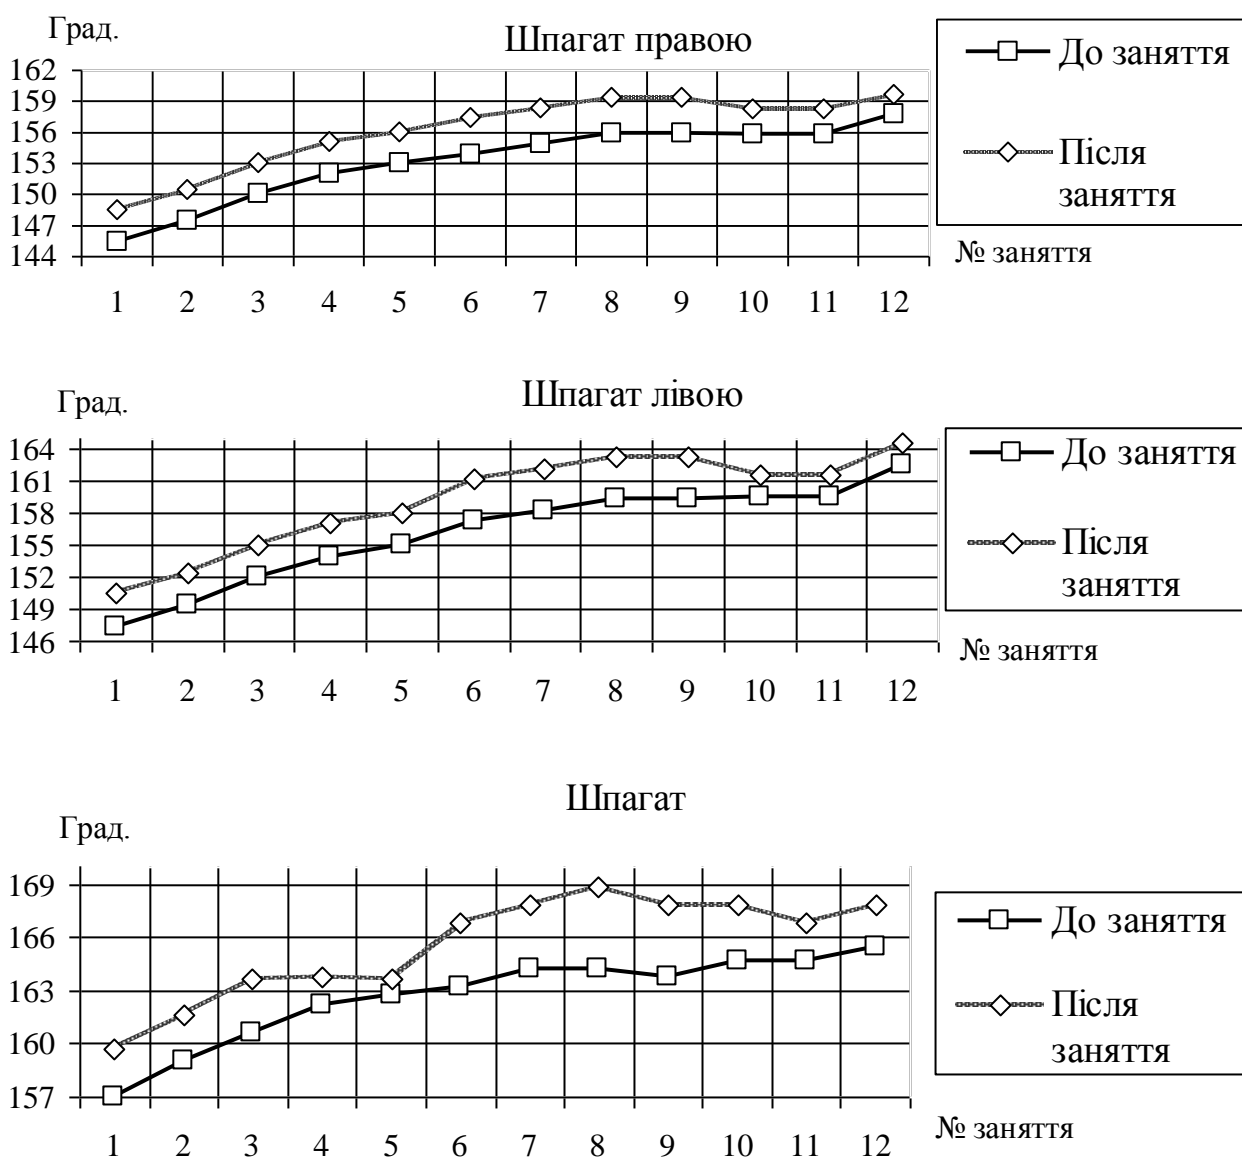 Град.
Шпагат правою
162
159
156
153
150
147
144
1 2 3 4 5 6 7 8 9 10 11 12
До заняття
Після
заняття
№ заняття
Град.
Шпагат лівою
164
161
158
155
152
149
146
1 2 3 4 5 6 7 8 9 10 11 12
До заняття
Після
заняття
№ заняття
Град.
Шпагат
169
166
163
160
157
1 2 3 4 5 6 7 8 9 10 11 12
До заняття
Після
заняття
№ заняття